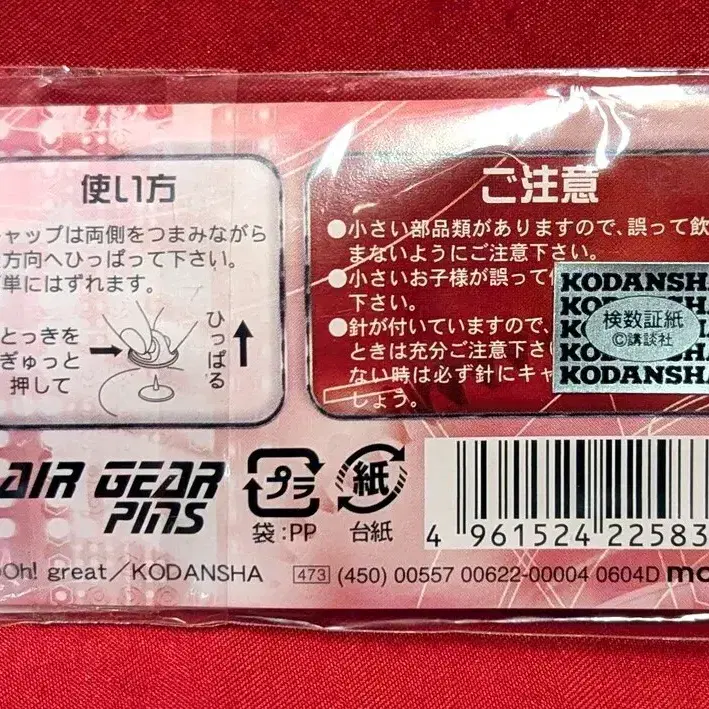 使い方
ャップは両側をつまみながら
方向へひっぱって下さい。
単にはずれます。
とっきを
ぎゅっと
押して
ひっぱる
ご注意
●小さい部品類がありますので、誤って飲
まないようにご注意下さい。
●小さいお子様が誤って
下さい。
●針が付いていますので、
ときは充分ご注意下さい
ない時は必ず針にキャ
しょう。
KODANSHA
KODANSHA
検数証紙
©講談社
KODANSHA
AIR GEAR
PINS
プラ
袋:PP
紙
台紙
4 961524 22583
Oh! great/KODANSHA
473 (450) 00557 00622-00004 0604D